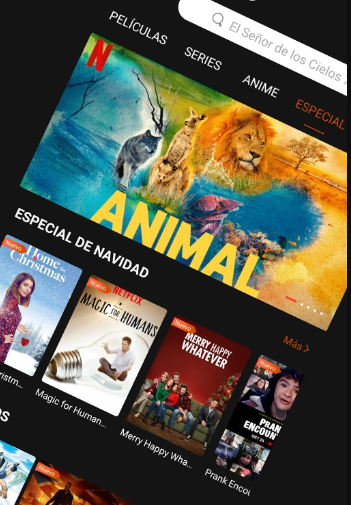 El Señor de los Cielos
PELÍCULAS
SERIES
ANIME
ESPECIAL
N
ANIMAL
ESPECIAL DE NAVIDAD
Más >
Nuevo
Home for
Christmas
Nuevo
NETFLIX
MAGIC FOR HUMANS
Nuevo
MERRY HAPPY
WHATEVER
Nuevo
PRAN
ENCOUN
Magic for Human...
Merry Happy Wha...
Prank Encou
Nuevo